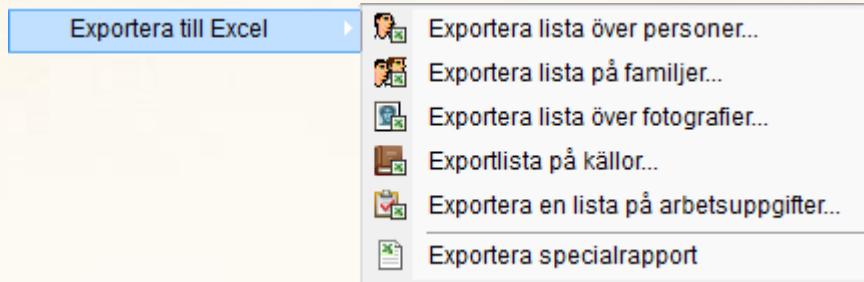 Exportera till Excel
Exportera lista över personer...
Exportera lista på familjer...
Exportera lista över fotografier...
Exportlista på källor...
Exportera en lista på arbetsuppgifter...
Exportera specialrapport